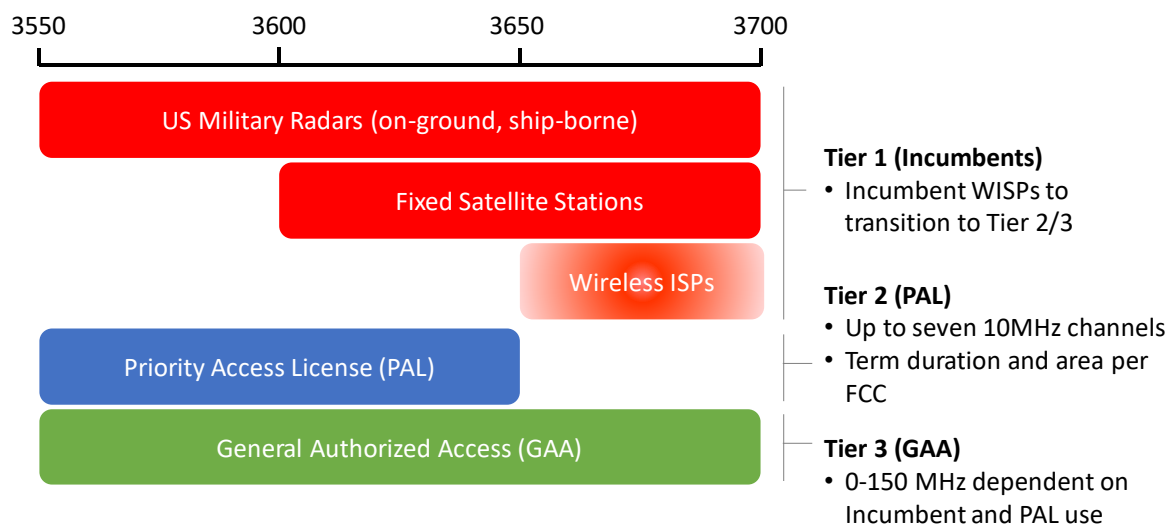 3550 3600 3650 3700
US Military Radars (on-ground, ship-borne)
Fixed Satellite Stations
Wireless ISPs
Priority Access License (PAL)
General Authorized Access (GAA)
Tier 1 (Incumbents)
• Incumbent WISPs to
transition to Tier 2/3
Tier 2 (PAL)
• Up to seven 10MHz channels
• Term duration and area per
FCC
Tier 3 (GAA)
• 0-150 MHz dependent on
Incumbent and PAL use